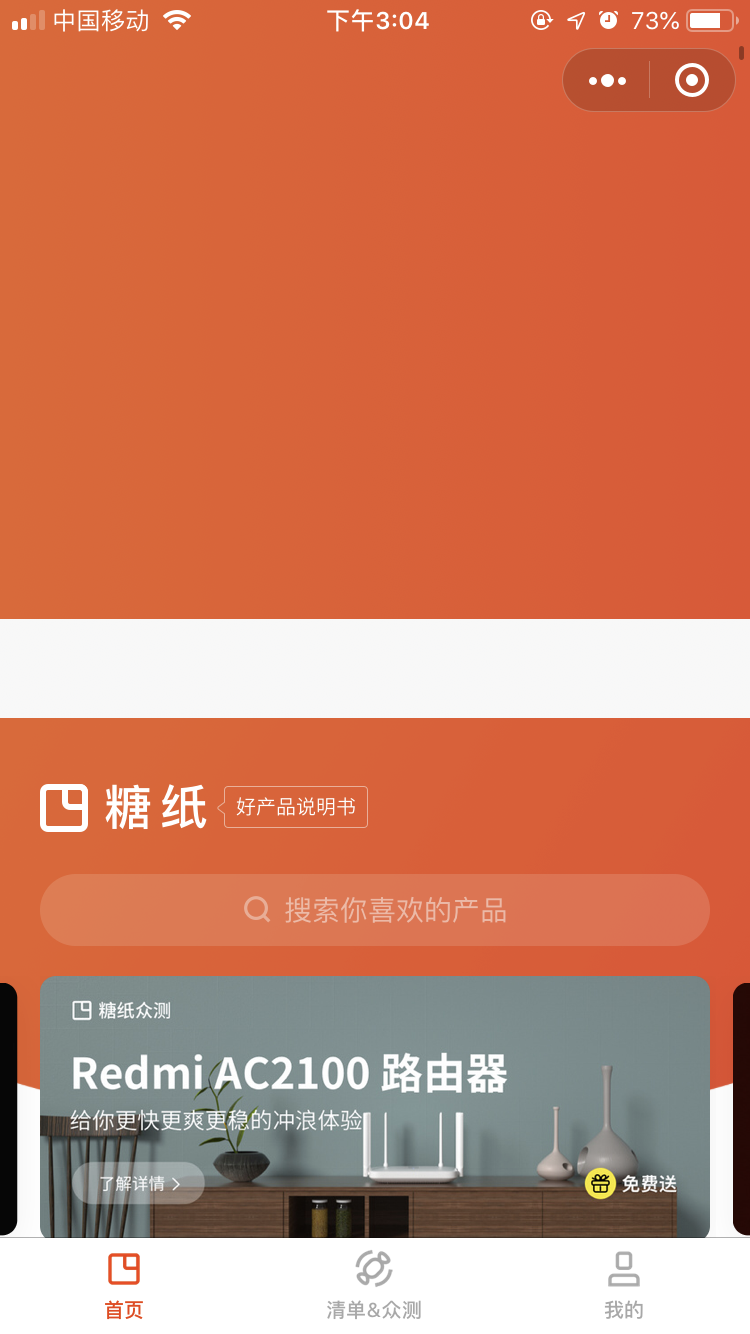 中国移动
下午3:04
73%
糖纸
好产品说明书
搜索你喜欢的产品
糖纸众测
Redmi AC2100 路由器
给你更快更爽更稳的冲浪体验
了解详情
免费送
首页
清单&众测
我的